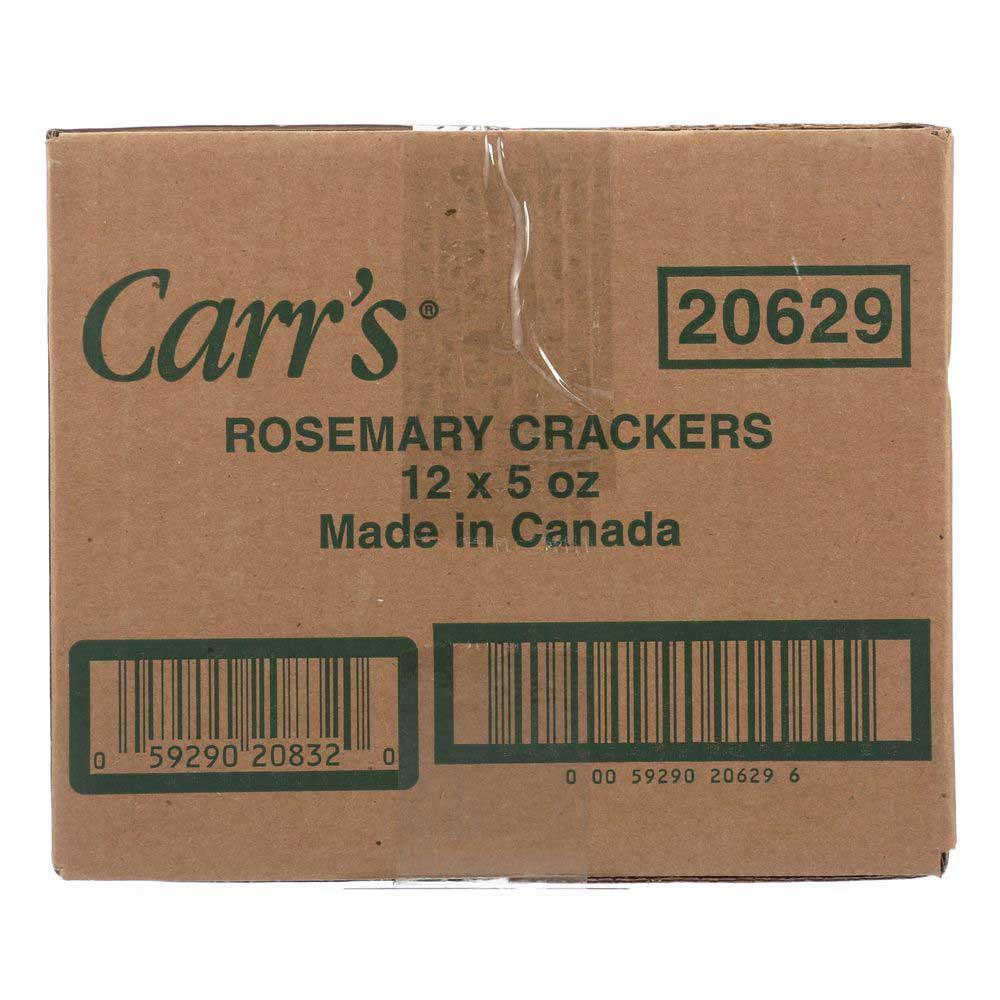 Carr's®
20629
ROSEMARY CRACKERS
12 x 5 oz
Made in Canada
0 59290 20832 0
0 00 59290 20629 6